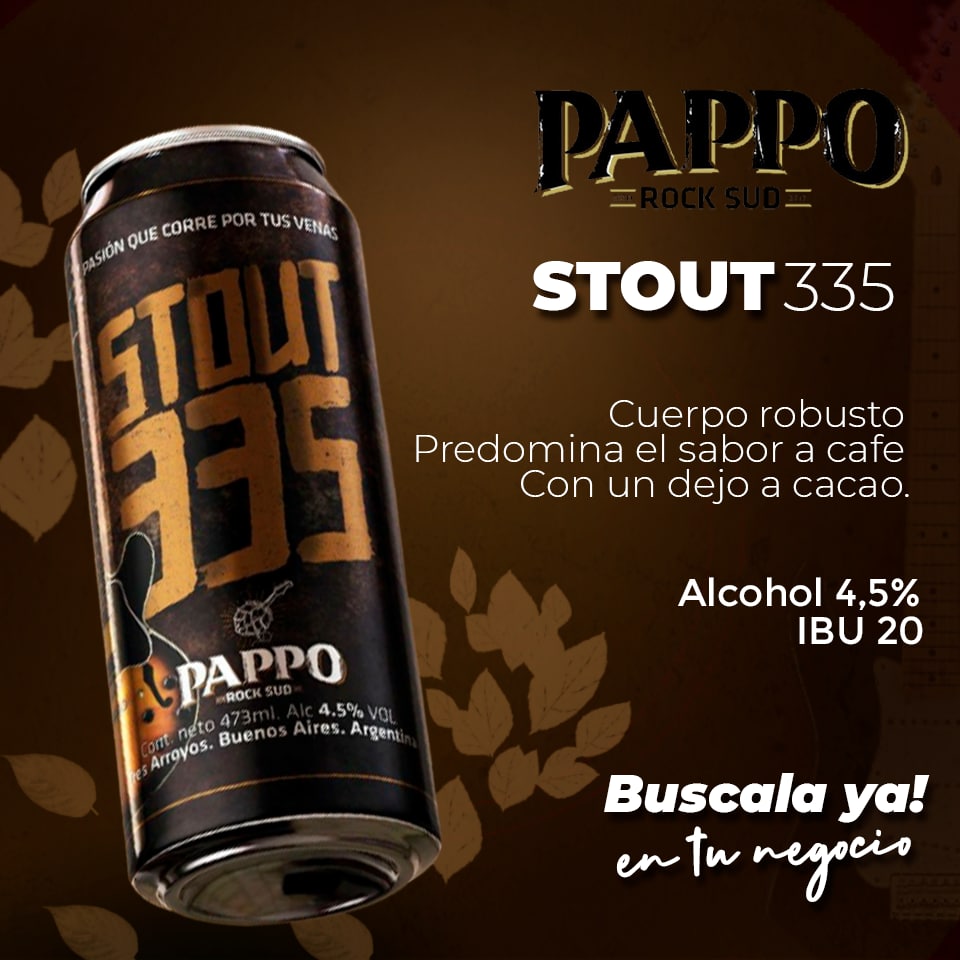 PASIÓN QUE CORRE POR TUS VENAS
STOUT
335
PAPPO
ROCK SUD
Cont. neto 473ml. Alc 4.5% VOL
Tres Arroyos. Buenos Aires. Argentina
PAPPO
ROCK SUD
STOUT 335
Cuerpo robusto
Predomina el sabor a cafe
Con un dejo a cacao.
Alcohol 4,5%
IBU 20
Buscala ya!
en tu negocio